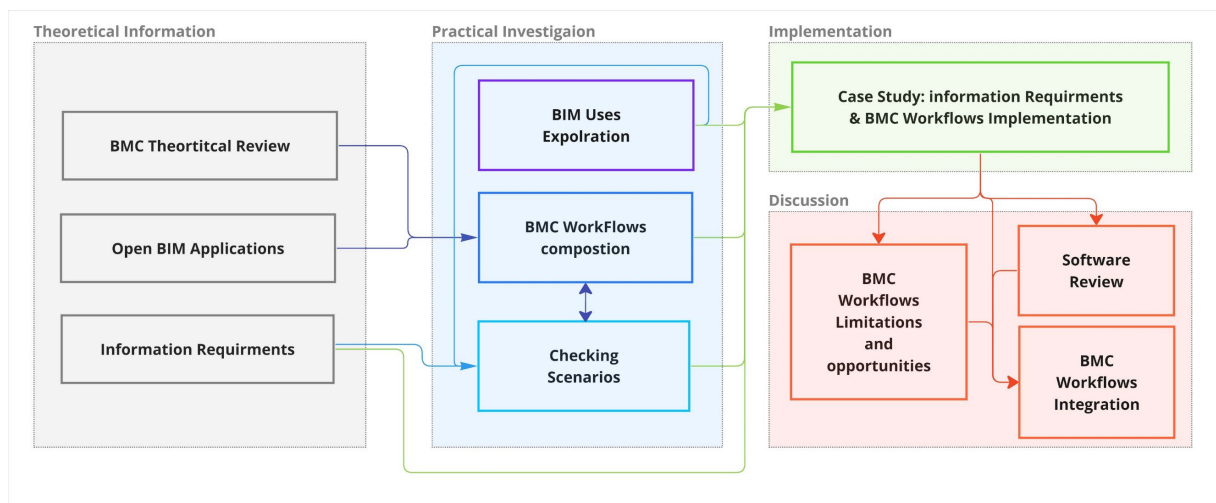 Theoretical Information
BMC Theortitcal Review
Open BIM Applications
Information Requirments
Practical Investigaion
BIM Uses
Expolration
BMC WorkFlows
compostion
Checking
Scenarios
Implementation
Case Study: information Requirments
& BMC Workflows Implementation
Discussion
BMC
Workflows
Limitations
and
opportunities
Software
Review
BMC
Workflows
Integration